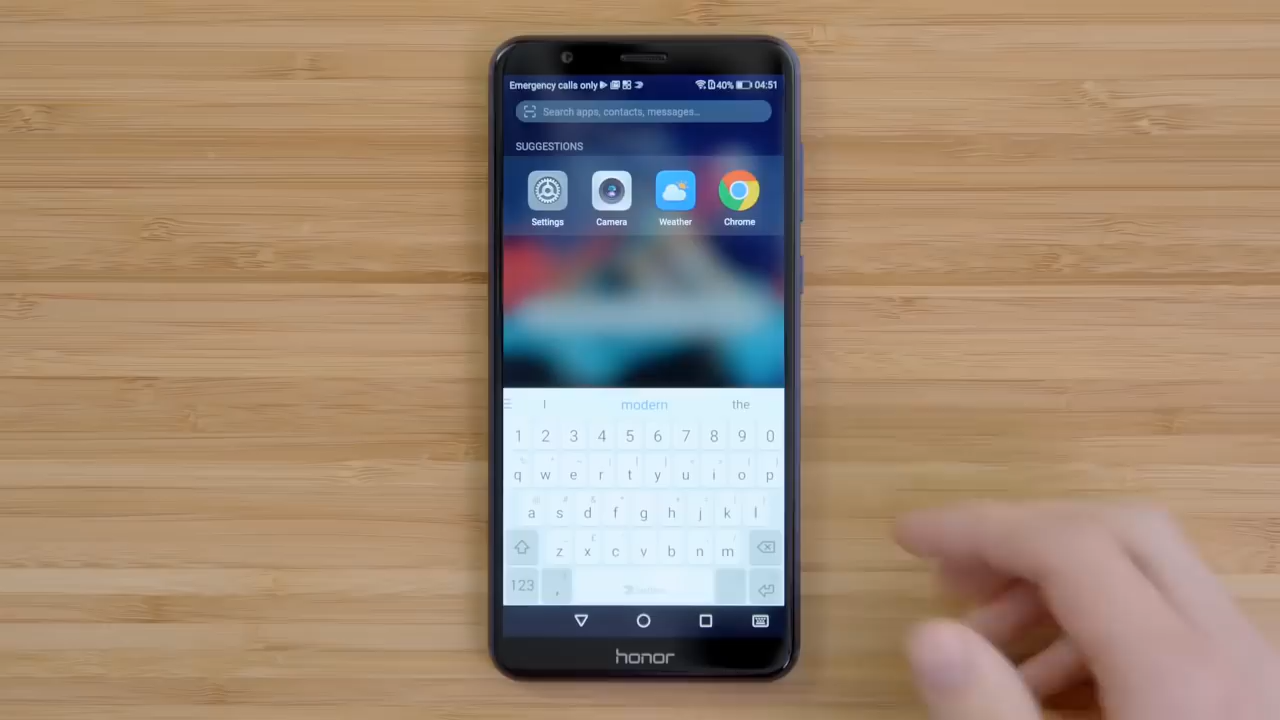 Emergency calls only 40% 04:51
Search apps, contacts, messages...
SUGGESTIONS
Settings Camera Weather Chrome
I modern the
1 2 3 4 5 6 7 8 9 0
q w e r t y u i o p
a s d f g h j k l
z x c v b n m
123 ,
honor